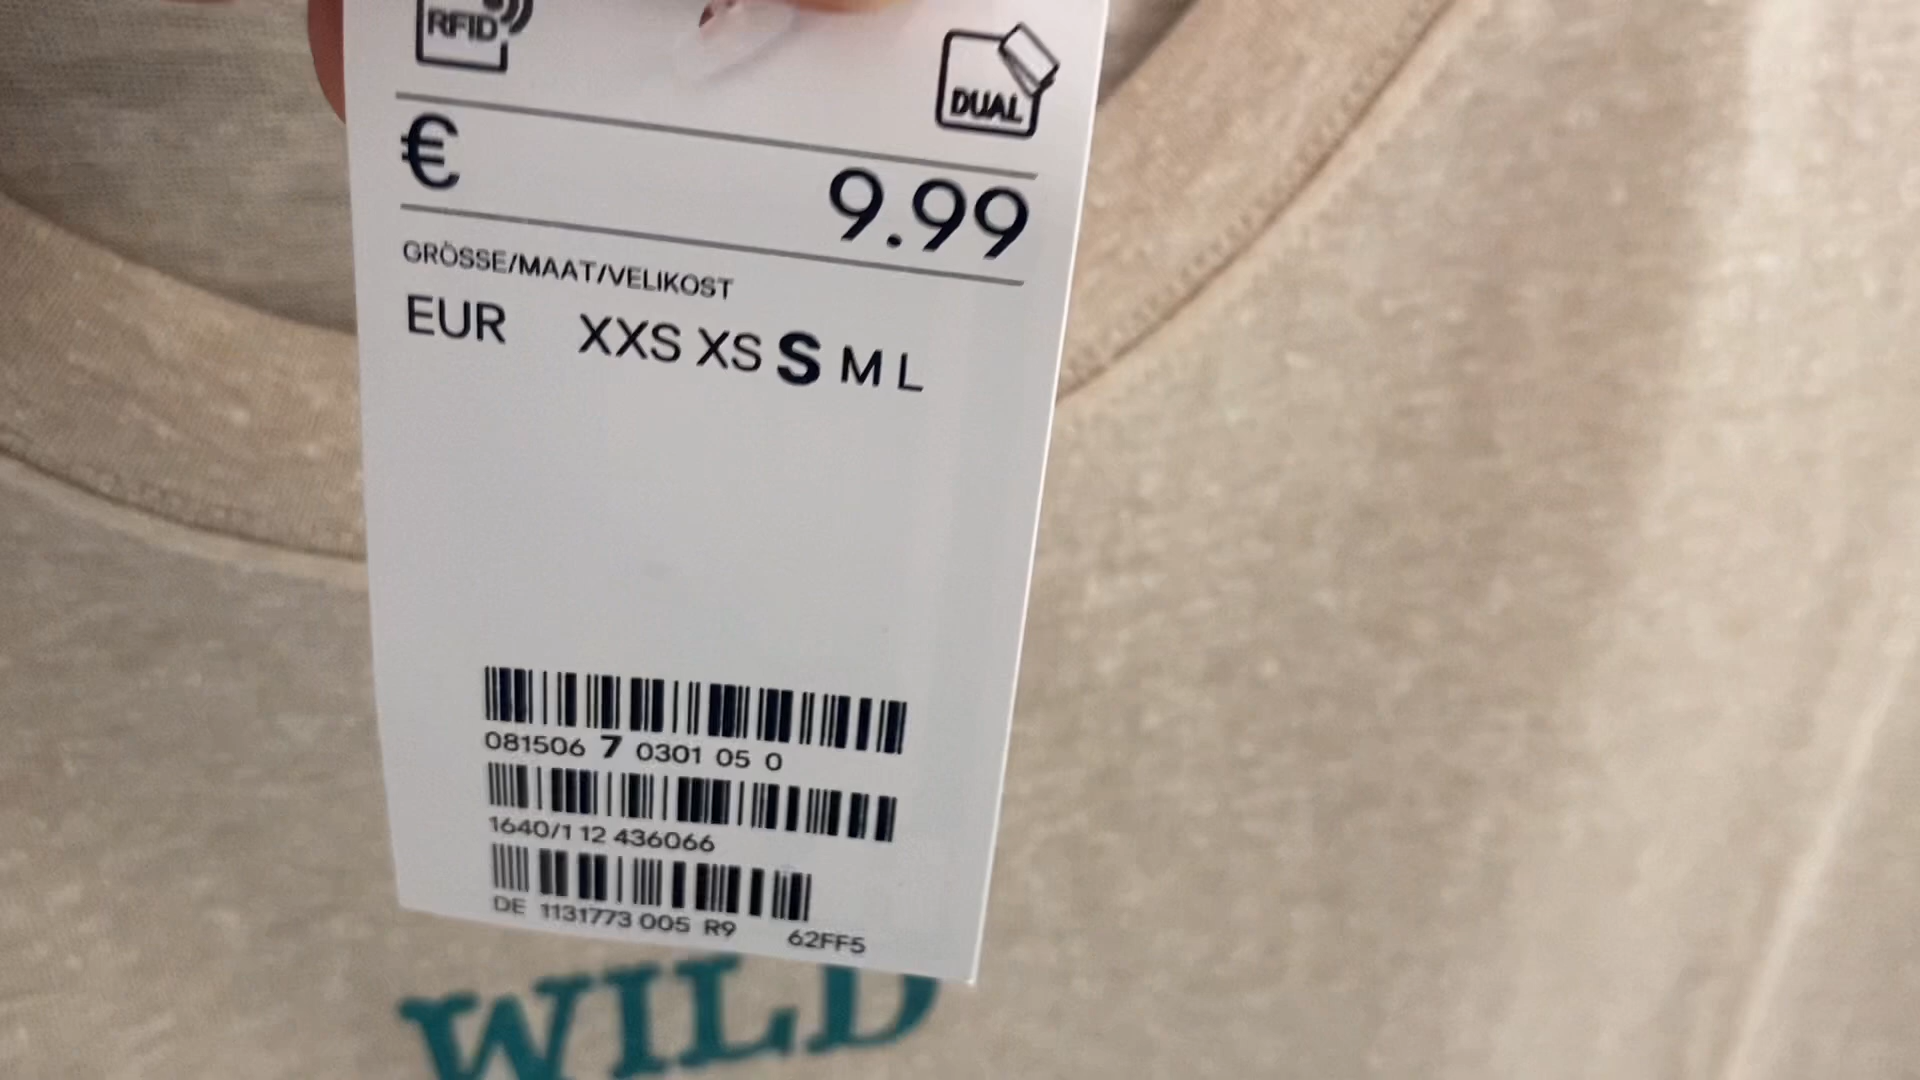 RFID
DUAL
€ 9.99
GRÖSSE/MAAT/VELIKOST
EUR XXS XS S M L
081506 7 0301 05 0
1640/1 12 436066
DE 1131773 005 R9 62FF5
WILD